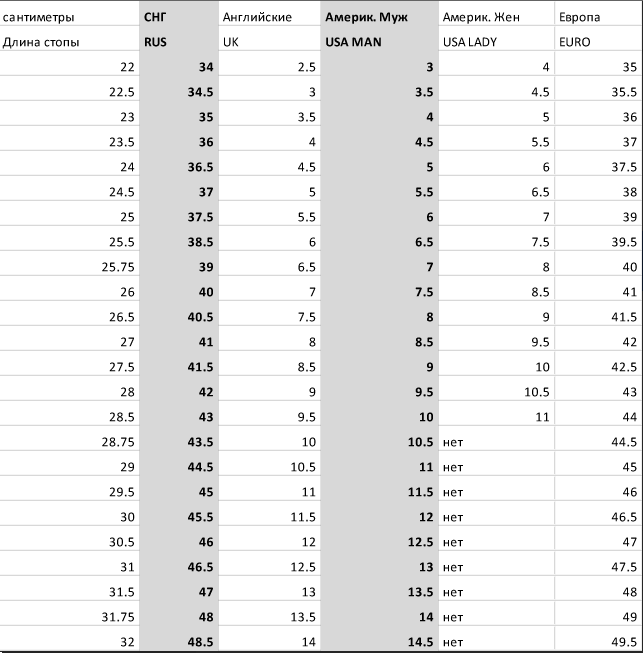 сантиметры СНГ Английские Америк. Муж Америк. Жен Европа
Длина стопы RUS UK USA MAN USA LADY EURO
22 34 2.5 3 4 35
22.5 34.5 3 3.5 4.5 35.5
23 35 3.5 4 5 36
23.5 36 4 4.5 5.5 37
24 36.5 4.5 5 6 37.5
24.5 37 5 5.5 6.5 38
25 37.5 5.5 6 7 39
25.5 38.5 6 6.5 7.5 39.5
25.75 39 6.5 7 8 40
26 40 7 7.5 8.5 41
26.5 40.5 7.5 8 9 41.5
27 41 8 8.5 9.5 42
27.5 41.5 8.5 9 10 42.5
28 42 9 9.5 10.5 43
28.5 43 9.5 10 11 44
28.75 43.5 10 10.5 нет 44.5
29 44.5 10.5 11 нет 45
29.5 45 11 11.5 нет 46
30 45.5 11.5 12 нет 46.5
30.5 46 12 12.5 нет 47
31 46.5 12.5 13 нет 47.5
31.5 47 13 13.5 нет 48
31.75 48 13.5 14 нет 49
32 48.5 14 14.5 нет 49.5